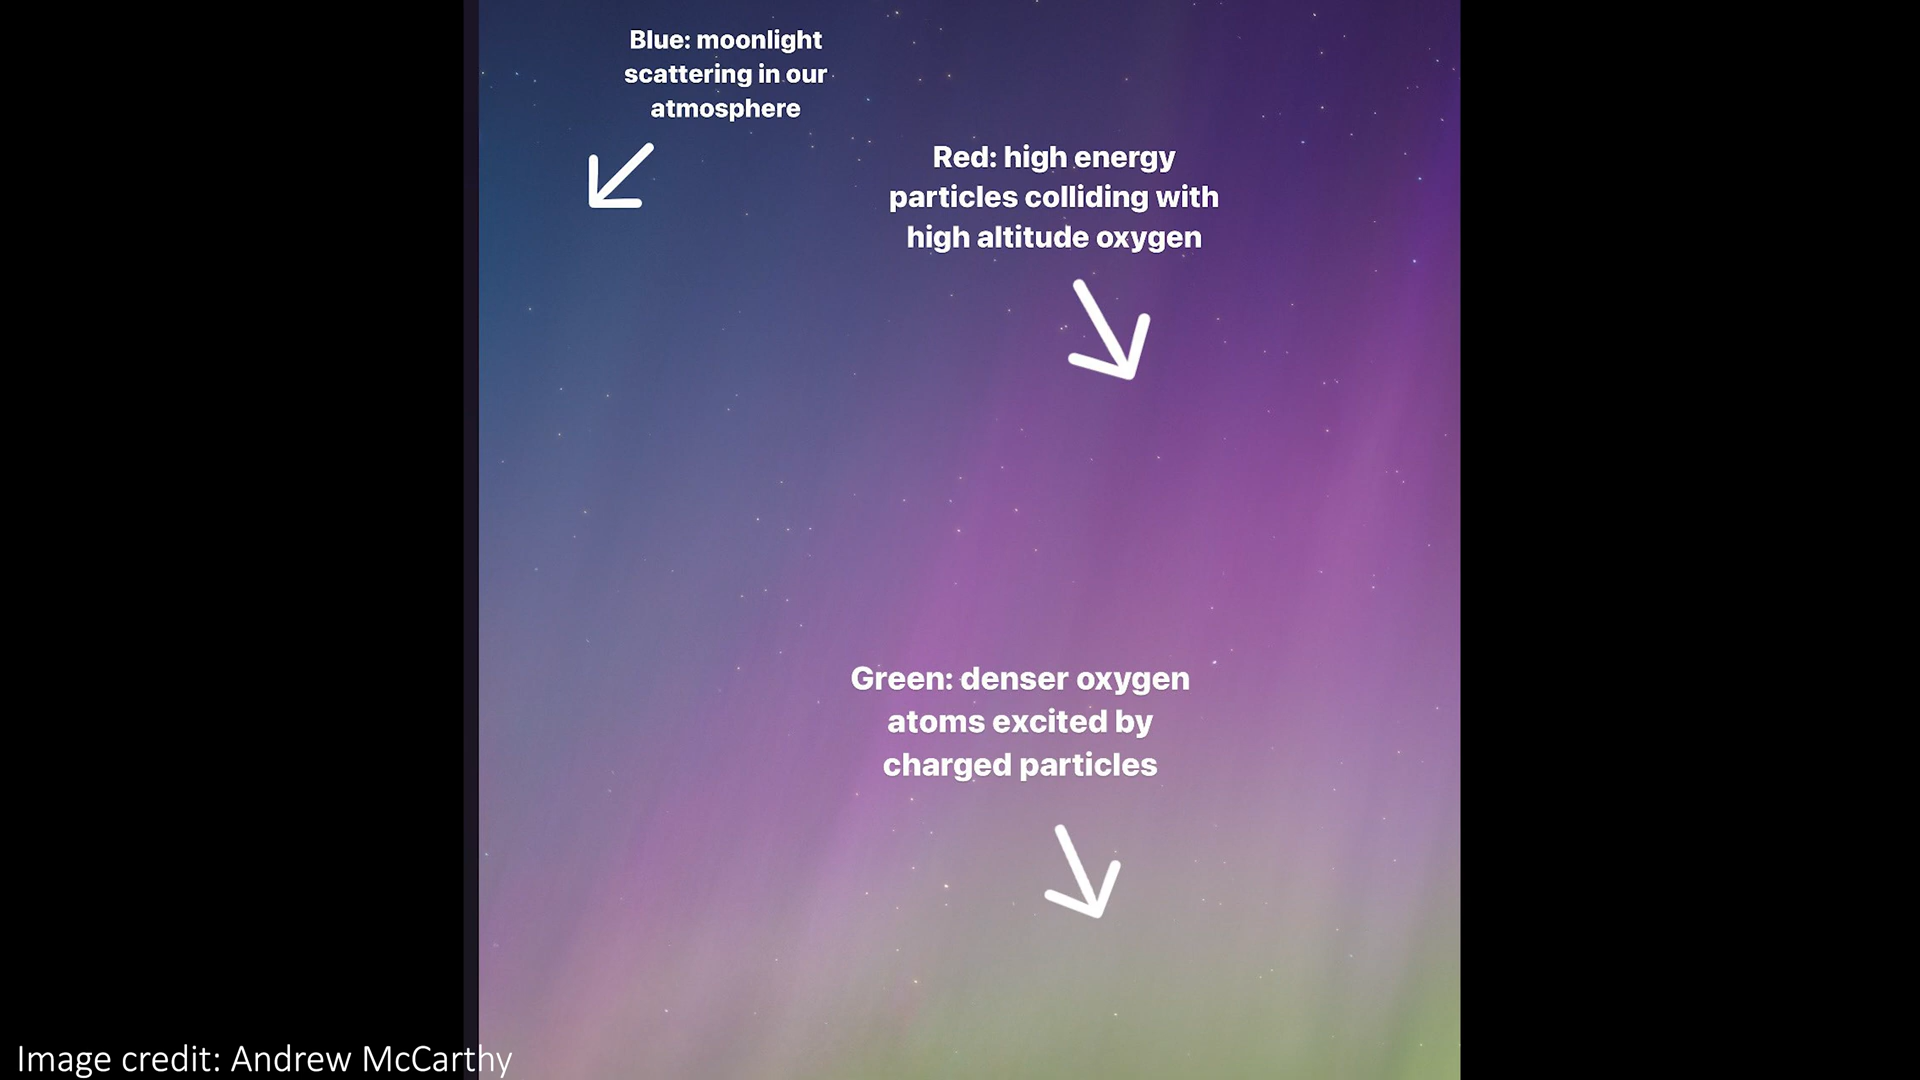 Blue: moonlight
scattering in our
atmosphere
Red: high energy
particles colliding with
high altitude oxygen
Green: denser oxygen
atoms excited by
charged particles
Image credit: Andrew McCarthy